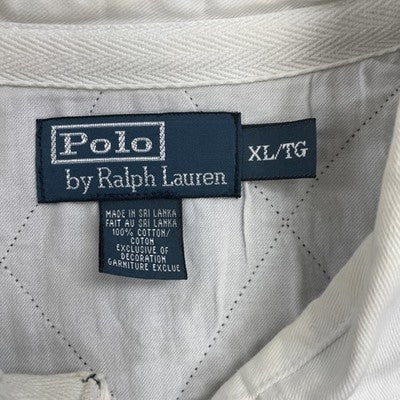 Polo
by Ralph Lauren
XL/TG
MADE IN SRI LANKA
FAIT AU SRI LANKA
100% COTTON/
COTON
EXCLUSIVE OF
DECORATION
GARNITURE EXCLUE